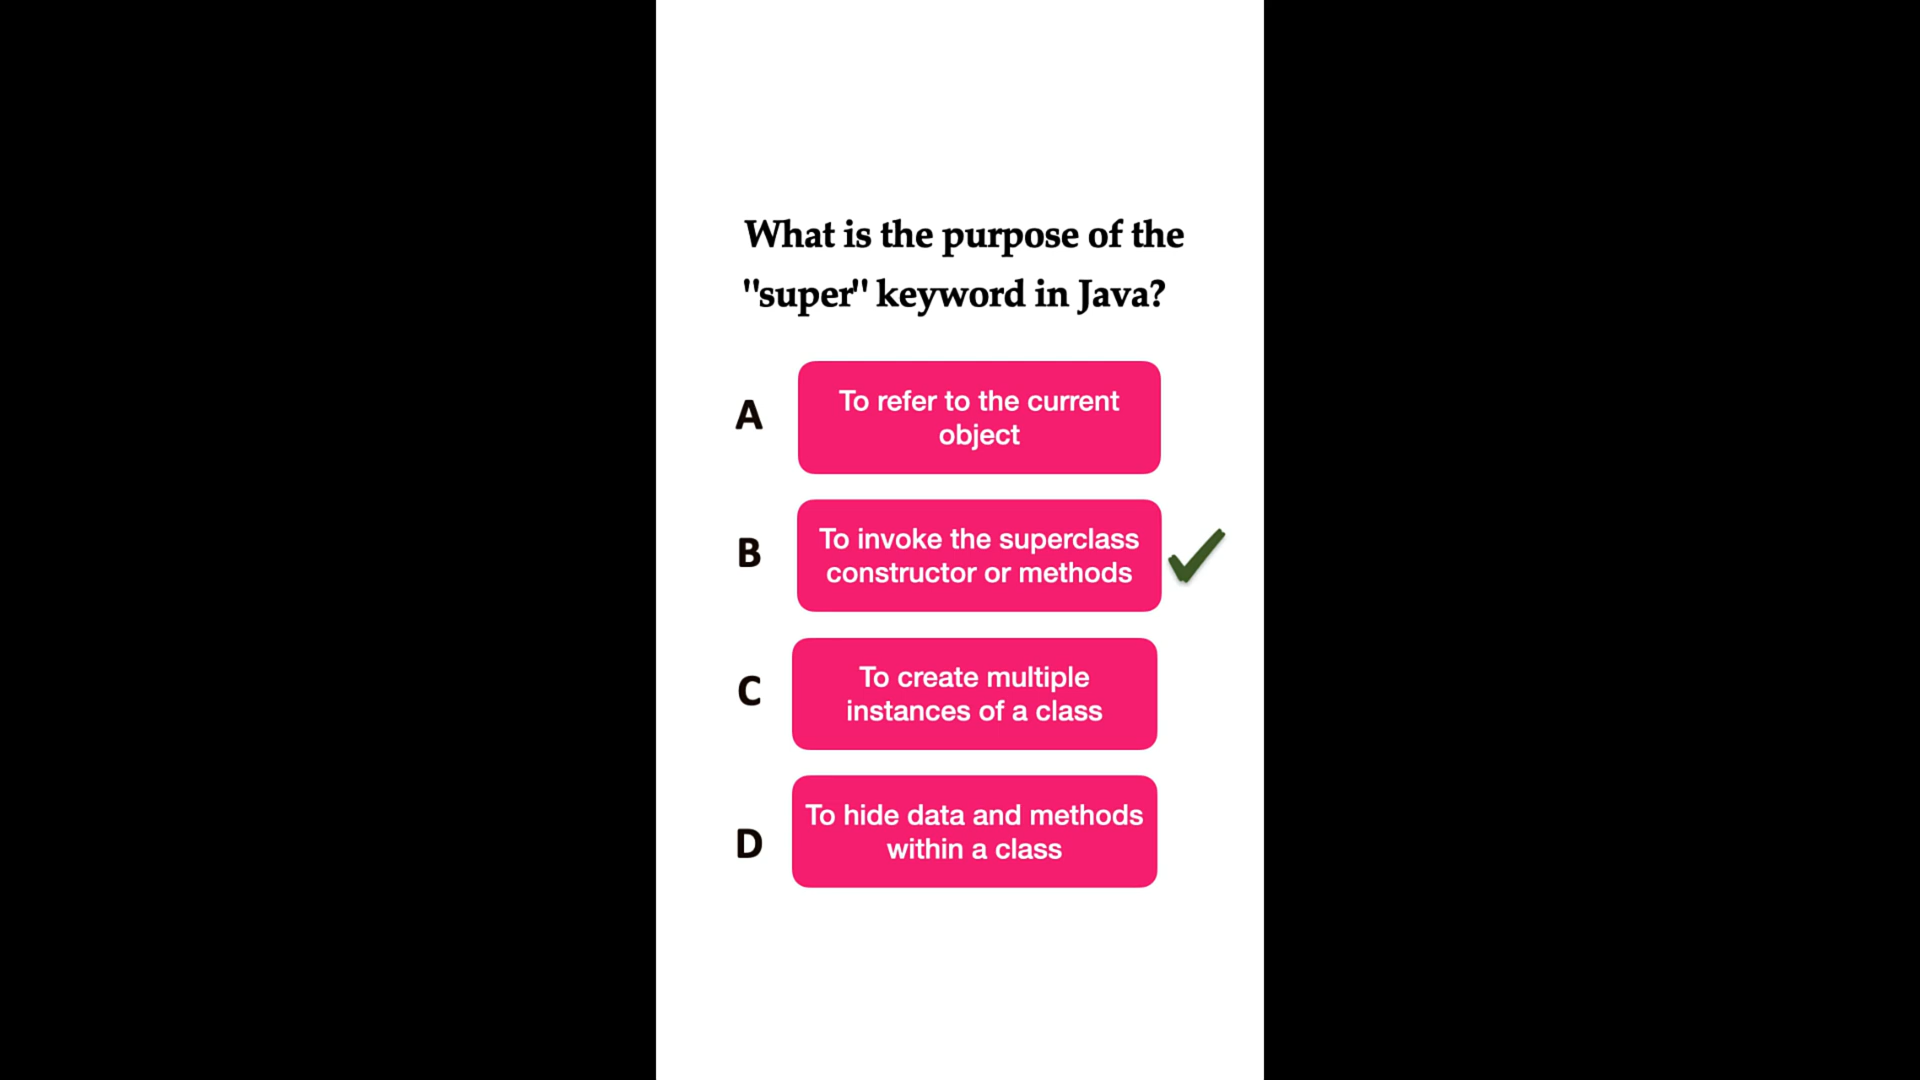 What is the purpose of the
"super" keyword in Java?
A
To refer to the current
object
B
To invoke the superclass
constructor or methods
C
To create multiple
instances of a class
D
To hide data and methods
within a class